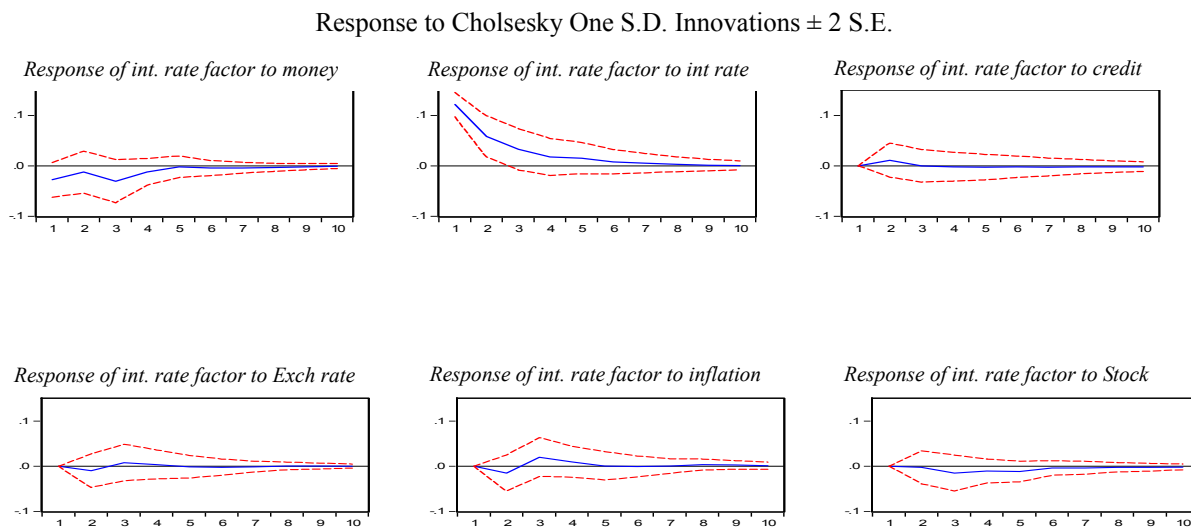 Response to Cholsesky One S.D. Innovations ± 2 S.E.
Response of int. rate factor to money
.1
.0
-.1
1 2 3 4 5 6 7 8 9 10
Response of int. rate factor to int rate
.1
.0
-.1
1 2 3 4 5 6 7 8 9 10
Response of int. rate factor to credit
.1
.0
-.1
1 2 3 4 5 6 7 8 9 10
Response of int. rate factor to Exch rate
.1
.0
-.1
1 2 3 4 5 6 7 8 9 10
Response of int. rate factor to inflation
.1
.0
-.1
1 2 3 4 5 6 7 8 9 10
Response of int. rate factor to Stock
.1
.0
-.1
1 2 3 4 5 6 7 8 9 10